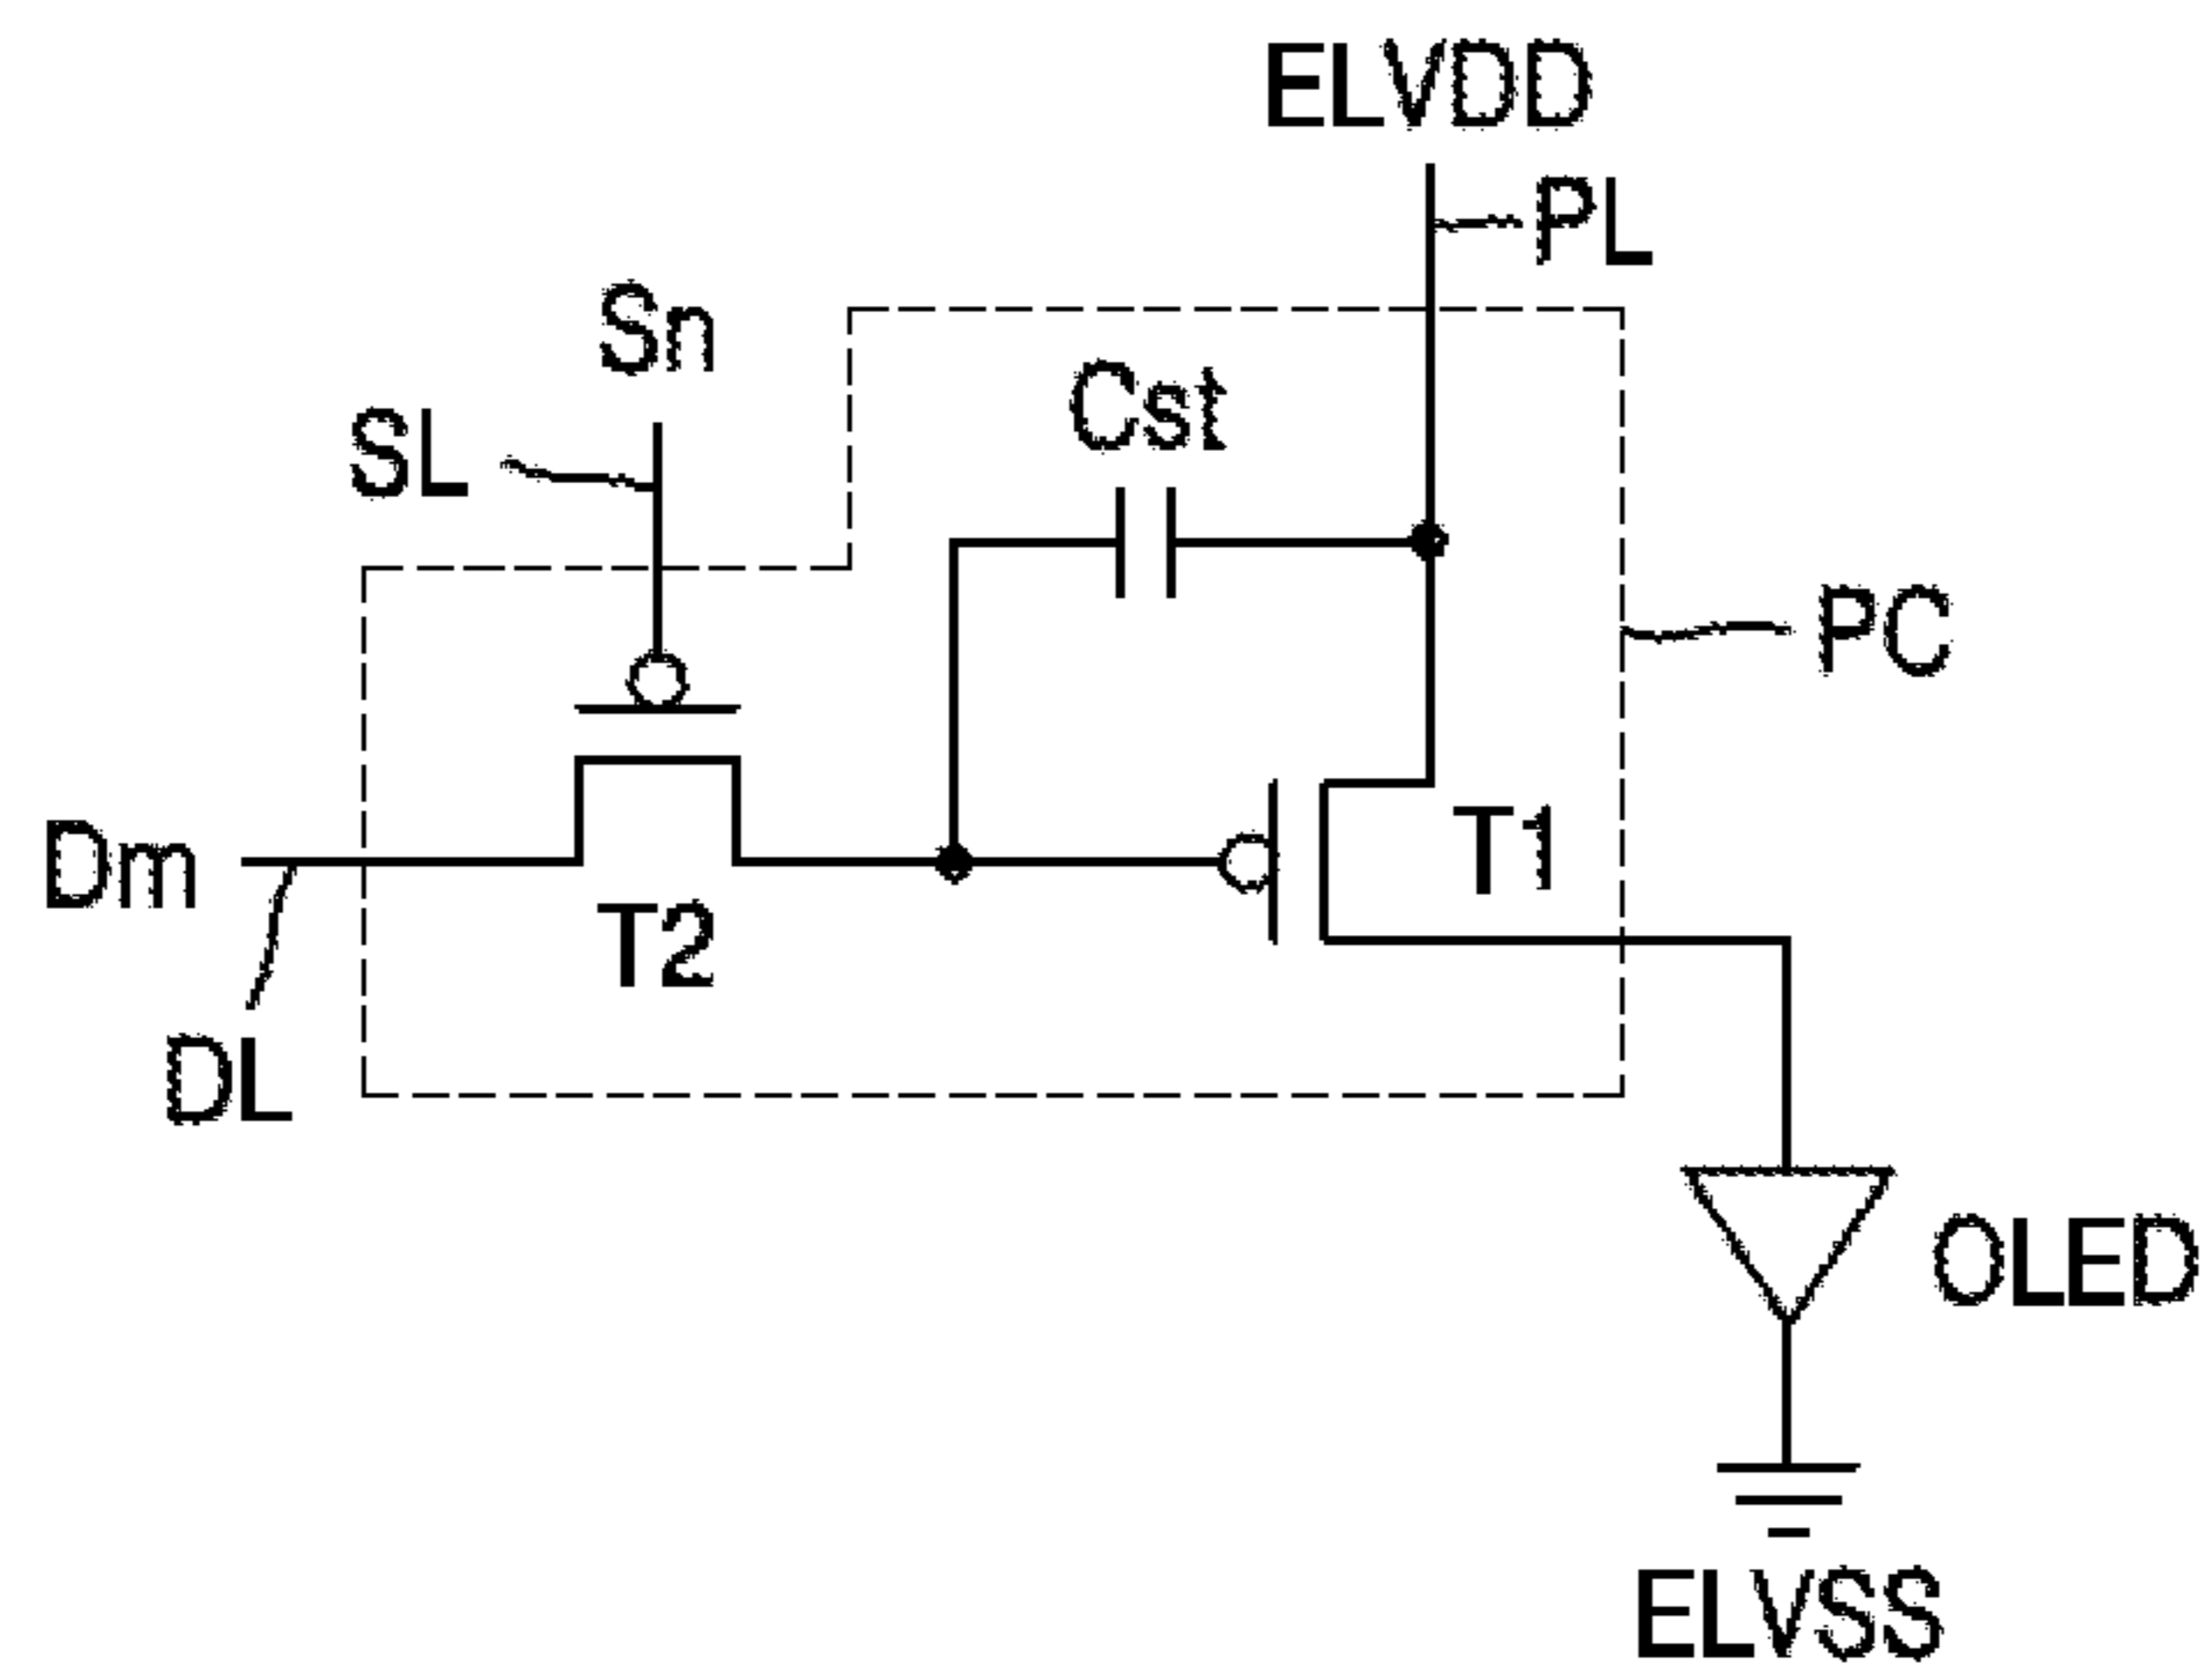 ELVDD
PL
Sn
Cst
SL
PC
Dm
T1
T2
DL
OLED
ELVSS